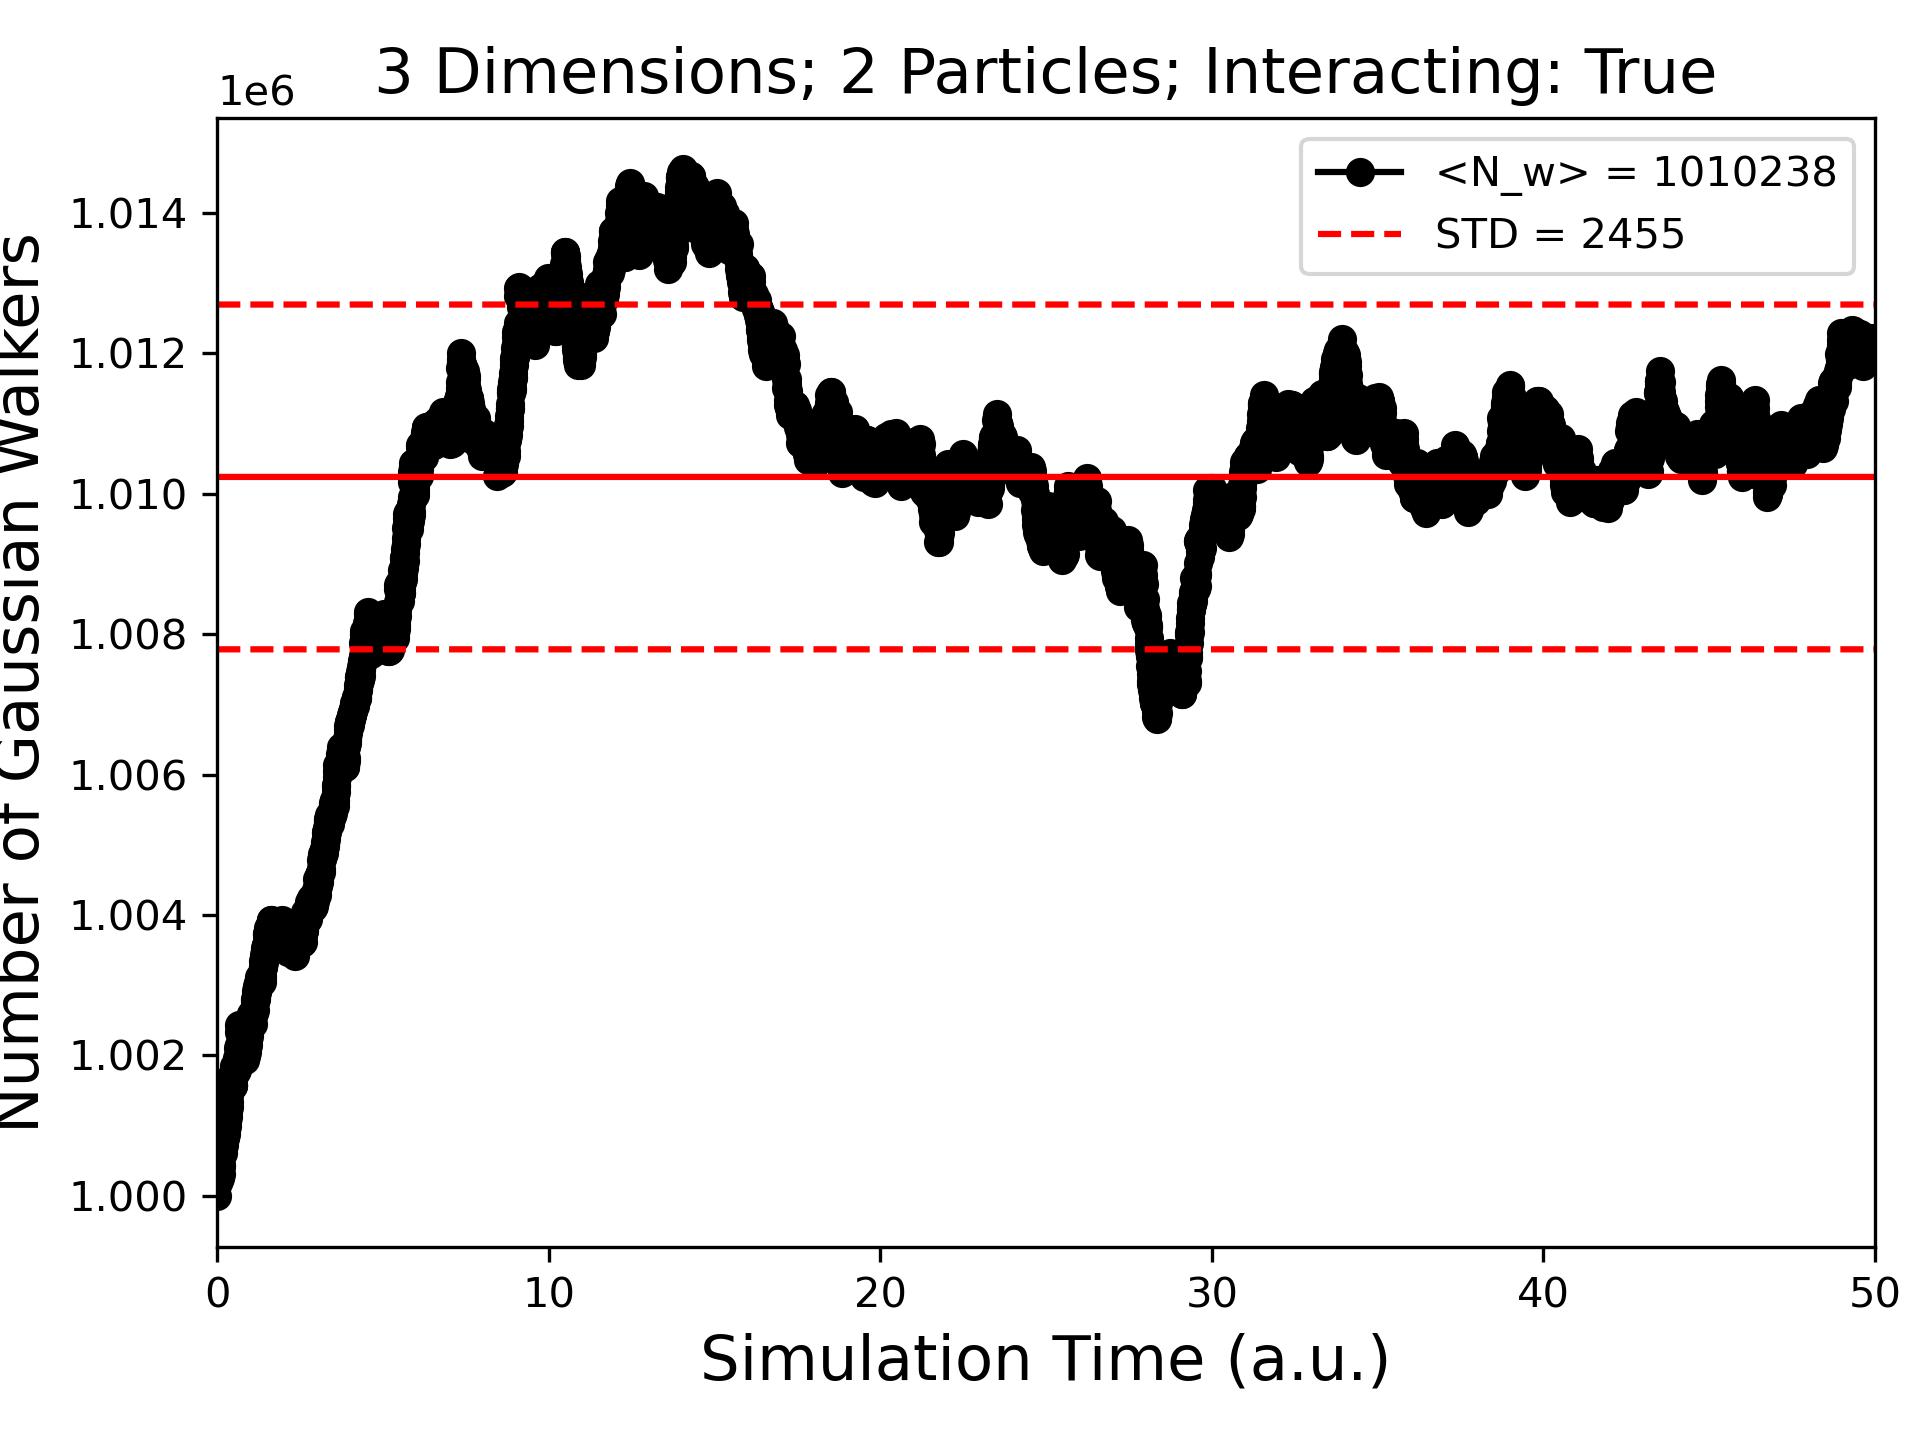 3 Dimensions; 2 Particles; Interacting: True
1e6
<N_w> = 1010238
STD = 2455
Number of Gaussian Walkers
1.014
1.012
1.010
1.008
1.006
1.004
1.002
1.000
0 10 20 30 40 50
Simulation Time (a.u.)